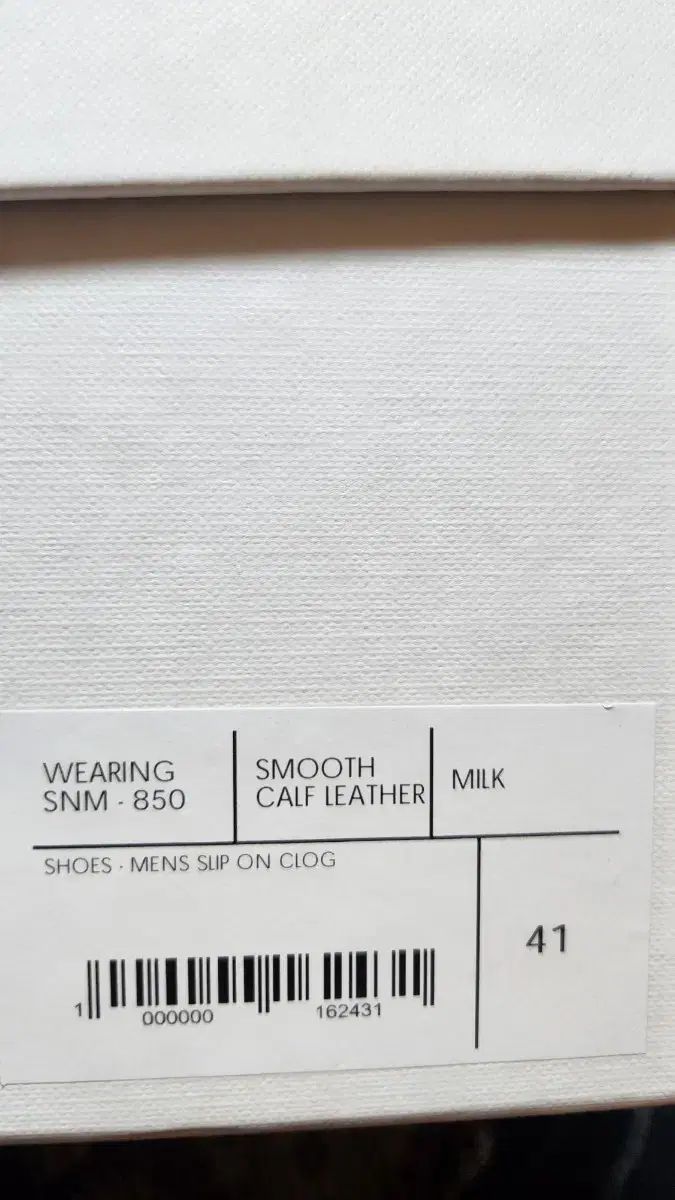 WEARING
SNM - 850
SMOOTH
CALF LEATHER
MILK
SHOES - MENS SLIP ON CLOG
41
1 000000 162431